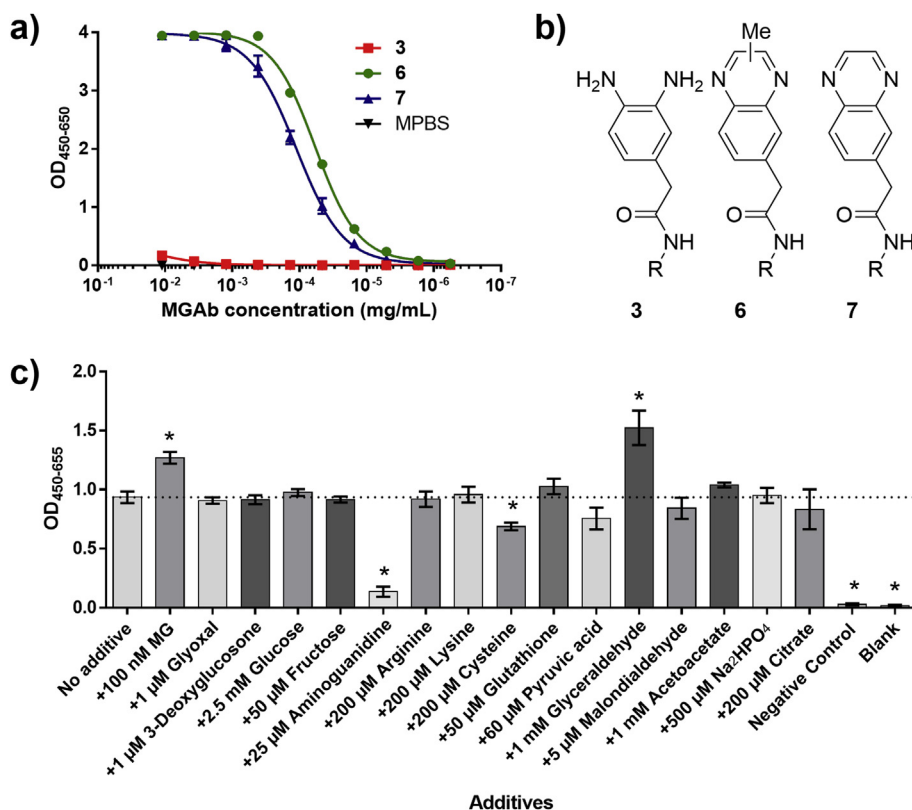 a)
4
3
2
1
0
OD450-650
10-1
10-2
10-3
10-4
10-5
10-6
10-7
MGAb concentration (mg/mL)
3
6
7
MPBS
b)
H2N
NH2
O
NH
R
3
Me
N
N
O
NH
R
6
N
N
O
NH
R
7
c)
2.0
1.5
1.0
0.5
0.0
OD450-655
*
*
*
*
*
*
No additive
+100 nM MG
+1 µM Glyoxal
+1 µM 3-Deoxyglucosone
+2.5 mM Glucose
+50 µM Fructose
+25 µM Aminoguanidine
+200 µM Arginine
+200 µM Lysine
+200 µM Cysteine
+50 µM Glutathione
+60 µM Pyruvic acid
+1 mM Glyceraldehyde
+5 µM Malondialdehyde
+1 mM Acetoacetate
+500 µM Na2HPO4
+200 µM Citrate
Negative Control
Blank
Additives